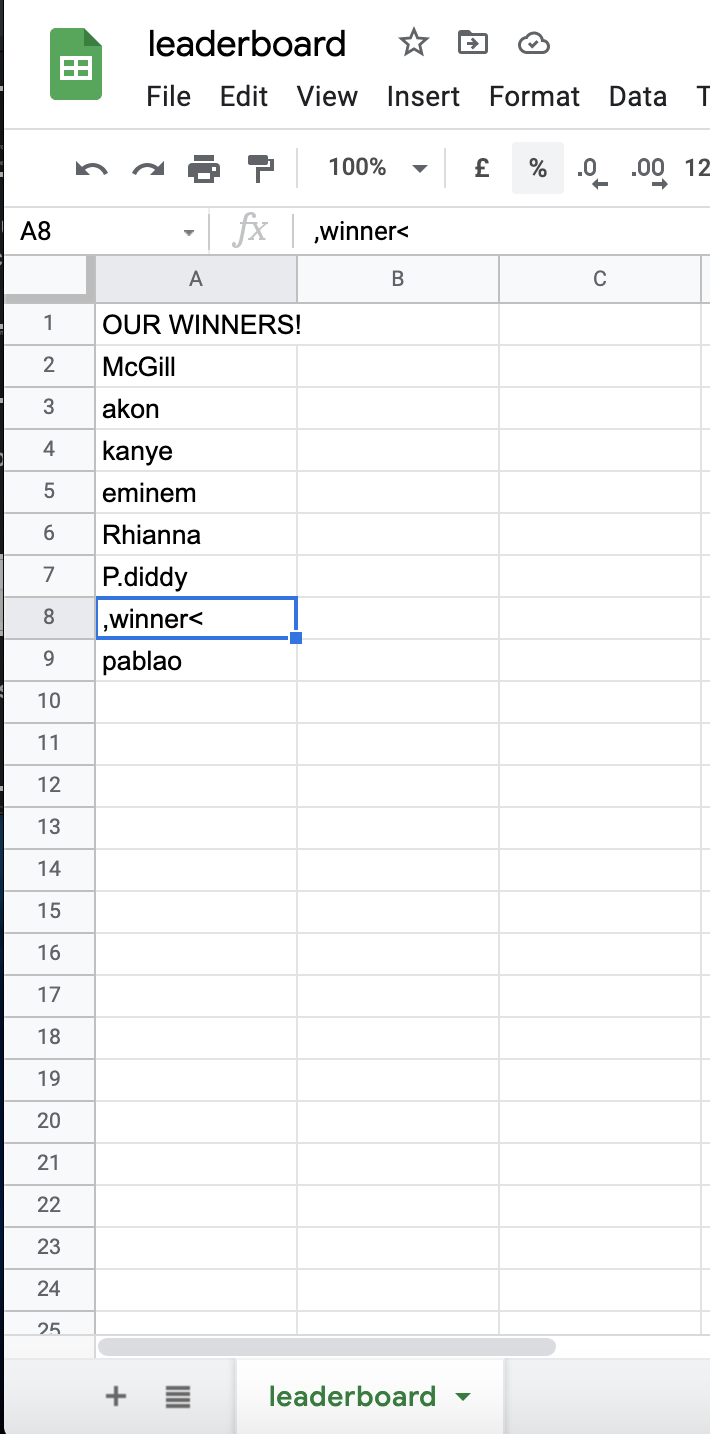 leaderboard
File Edit View Insert Format Data T
100% £ % .0 .00 12
A8 fx ,winner<
A B C
1 OUR WINNERS!
2 McGill
3 akon
4 kanye
5 eminem
6 Rhianna
7 P.diddy
8 ,winner<
9 pablao
10
11
12
13
14
15
16
17
18
19
20
21
22
23
24
25
leaderboard